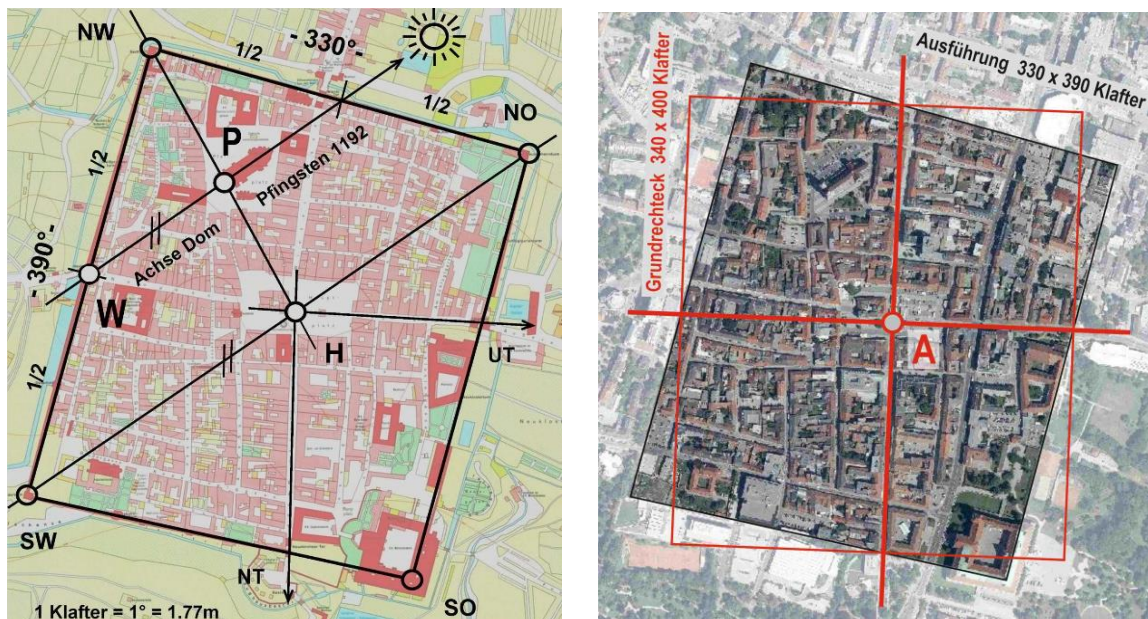 NW
1/2
- 330°-
1/2
NO
P
Pfingsten 1192
1/2
Achse Dom
- 390°-
W
H
UT
1/2
SW
NT
SO
1 Klafter = 1° = 1.77m
Grundrechteck 340 x 400 Klafter
Ausführung 330 x 390 Klafter
A